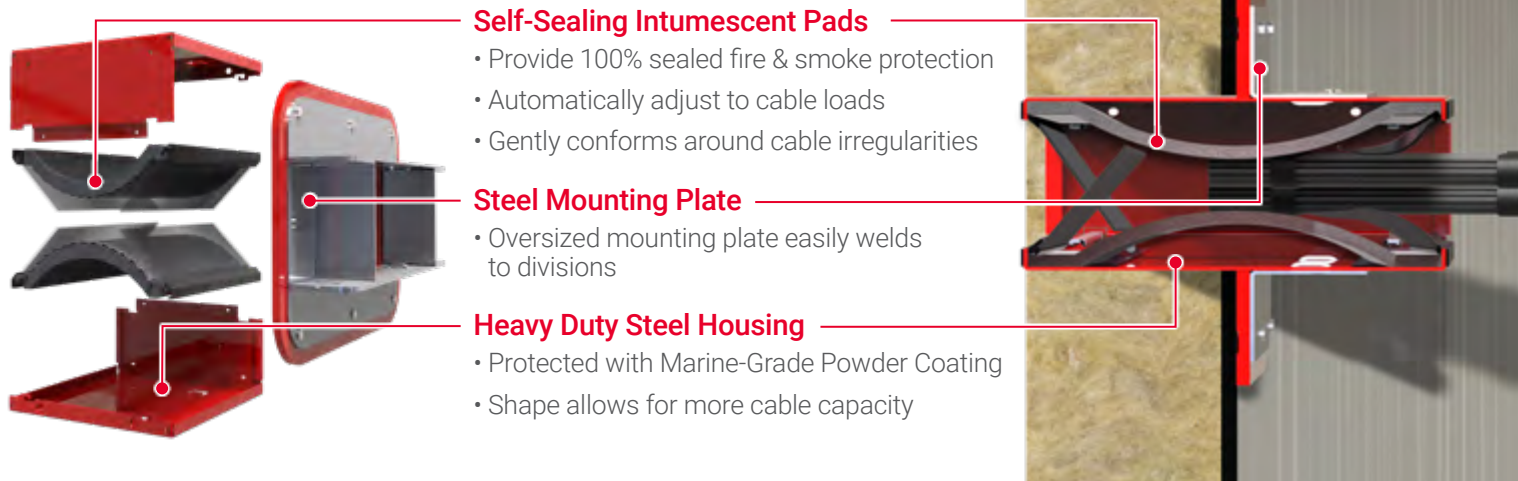 Self-Sealing Intumescent Pads
• Provide 100% sealed fire & smoke protection
• Automatically adjust to cable loads
• Gently conforms around cable irregularities
Steel Mounting Plate
• Oversized mounting plate easily welds
to divisions
Heavy Duty Steel Housing
• Protected with Marine-Grade Powder Coating
• Shape allows for more cable capacity